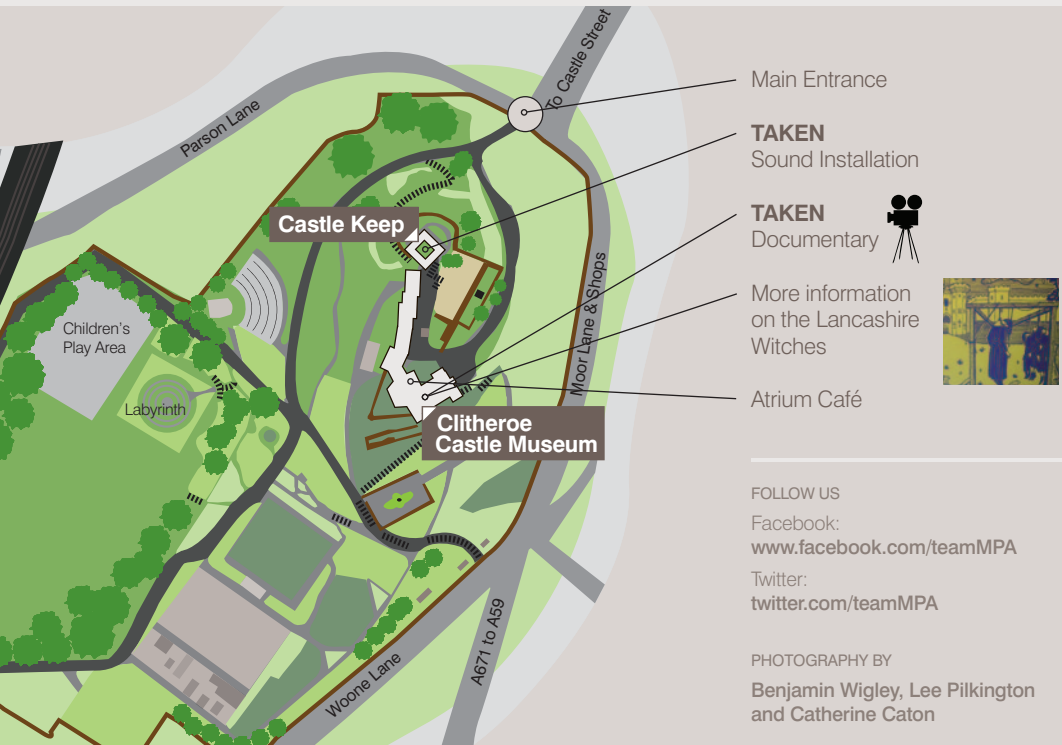 Parson Lane
To Castle Street
Castle Keep
Children's
Play Area
Labyrinth
Clitheroe
Castle Museum
Moor Lane & Shops
Woone Lane
A671 to A59
Main Entrance
TAKEN
Sound Installation
TAKEN
Documentary
More information
on the Lancashire
Witches
Atrium Café
FOLLOW US
Facebook:
www.facebook.com/teamMPA
Twitter:
twitter.com/teamMPA
PHOTOGRAPHY BY
Benjamin Wigley, Lee Pilkington
and Catherine Caton